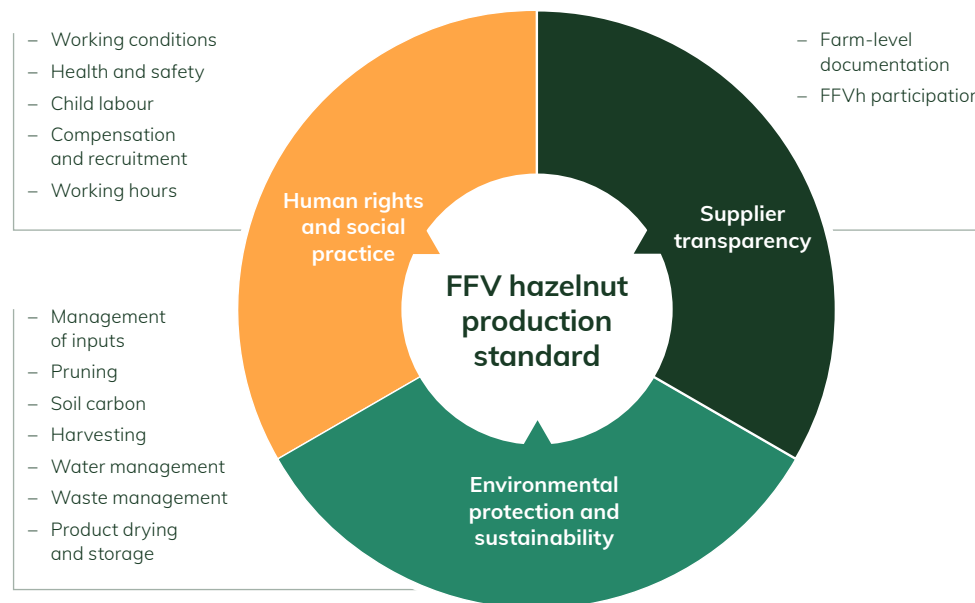 – Working conditions
– Health and safety
– Child labour
– Compensation
and recruitment
– Working hours
– Farm-level
documentation
– FFVh participation
Human rights
and social
practice
Supplier
transparency
FFV hazelnut
production
standard
– Management
of inputs
– Pruning
– Soil carbon
– Harvesting
– Water management
– Waste management
– Product drying
and storage
Environmental
protection and
sustainability